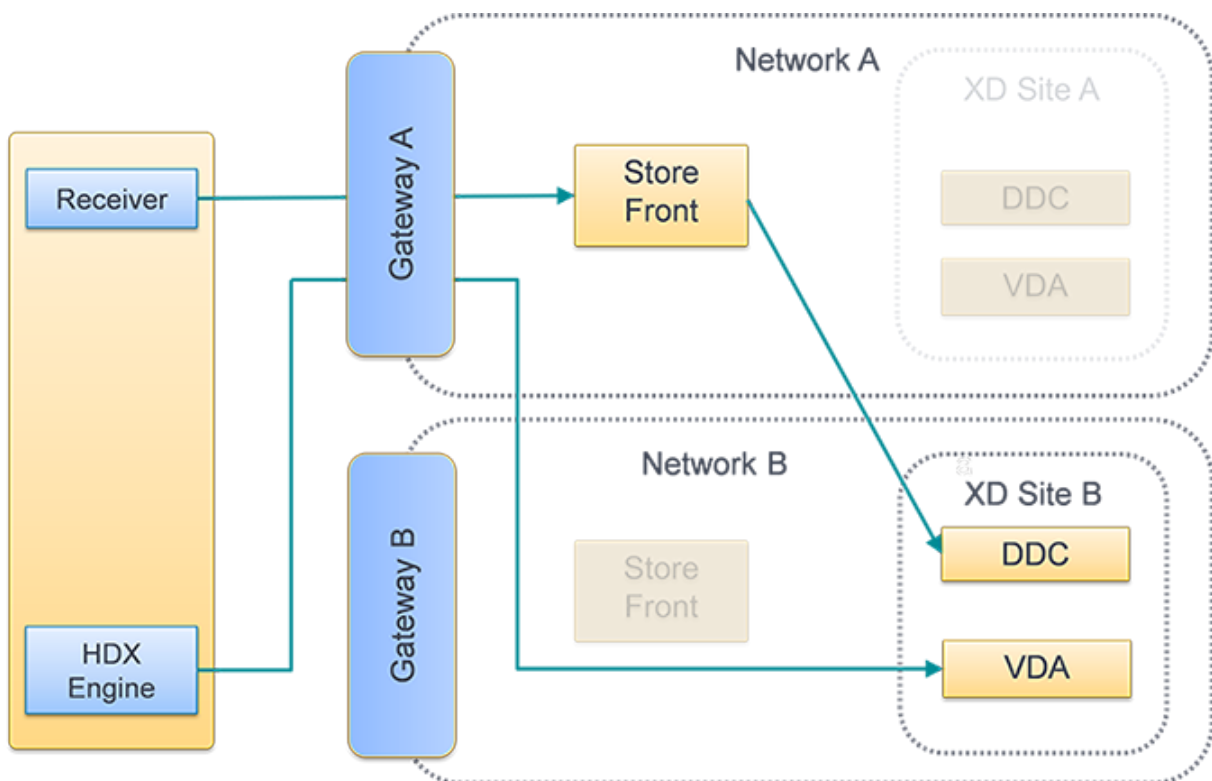 Network A
XD Site A
Gateway A
Receiver
Store
Front
DDC
VDA
Network B
XD Site B
Gateway B
Store
Front
DDC
HDX
Engine
VDA